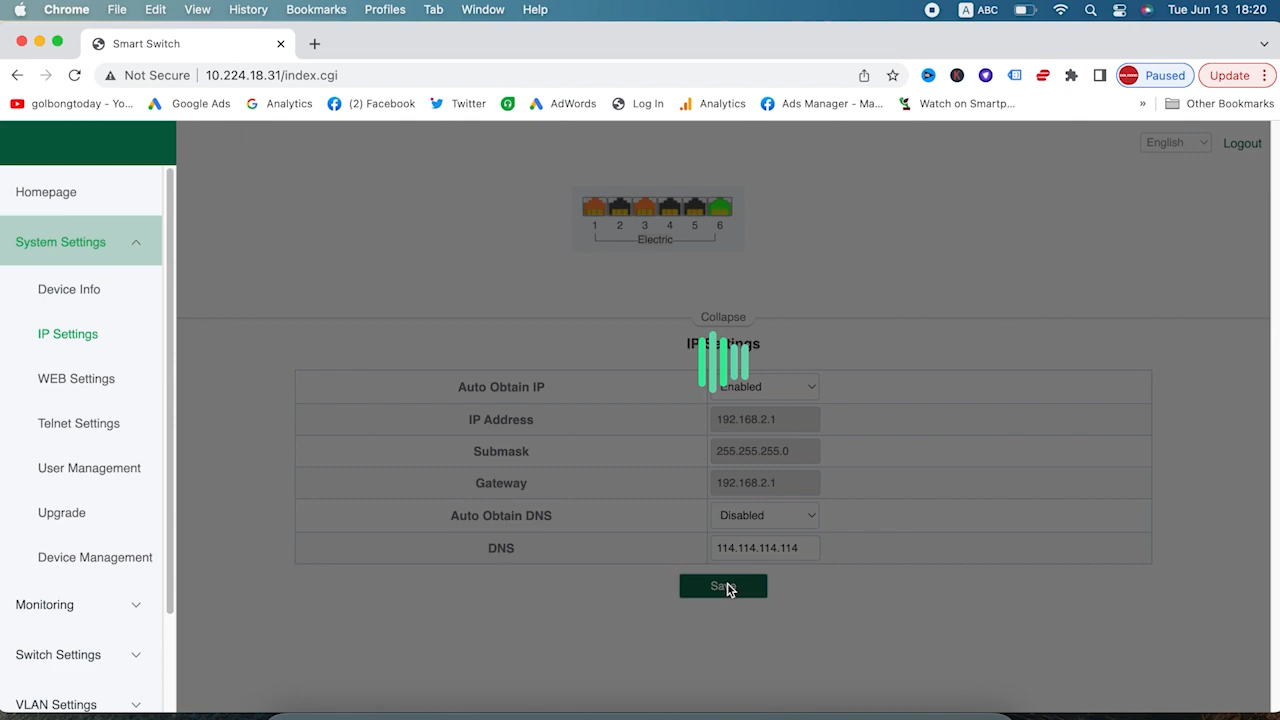 Chrome File Edit View History Bookmarks Profiles Tab Window Help A ABC Tue Jun 13 18:20
Smart Switch
Not Secure 10.224.18.31/index.cgi Paused Update
golbongtoday - Yo... Google Ads Analytics (2) Facebook Twitter AdWords Log In Analytics Ads Manager - Ma... Watch on Smartp... » Other Bookmarks
English Logout
Homepage
System Settings
Device Info
IP Settings
WEB Settings
Telnet Settings
User Management
Upgrade
Device Management
Monitoring
Switch Settings
VLAN Settings
1 2 3 4 5 6
Electric
Collapse
IP Settings
Auto Obtain IP Enabled
IP Address 192.168.2.1
Submask 255.255.255.0
Gateway 192.168.2.1
Auto Obtain DNS Disabled
DNS 114.114.114.114
Save